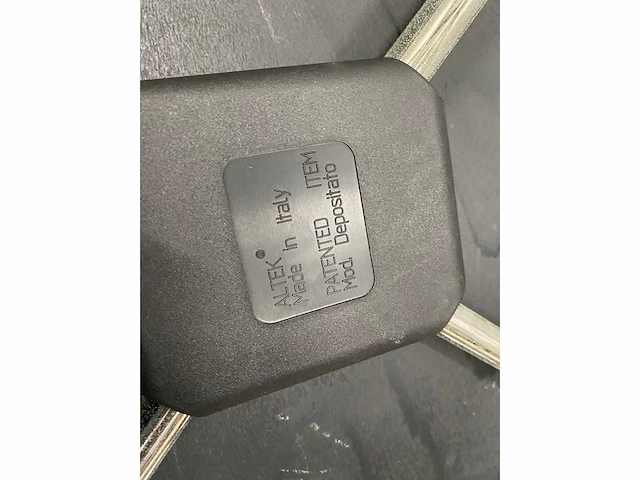 ALTEK®
Made in Italy
PATENTED ITEM
Mod. Depositato